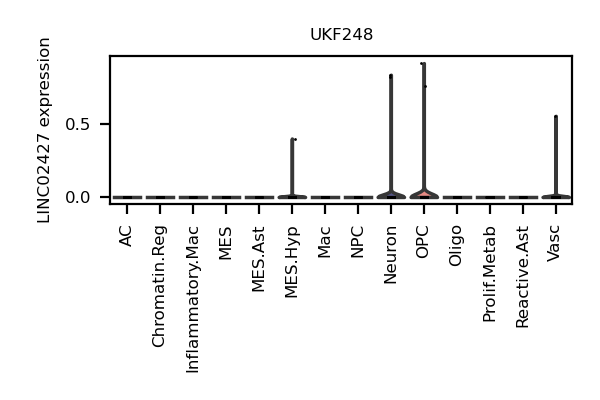 UKF248
LINC02427 expression
0.5
0.0
AC
Chromatin.Reg
Inflammatory.Mac
MES
MES.Ast
MES.Hyp
Mac
NPC
Neuron
OPC
Oligo
Prolif.Metab
Reactive.Ast
Vasc